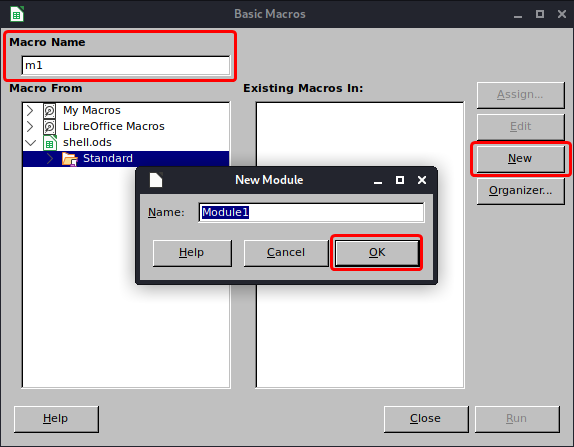 Basic Macros
Macro Name
m1
Macro From
Existing Macros In:
My Macros
LibreOffice Macros
shell.ods
Standard
Assign...
Edit
New
Organizer...
New Module
Name: Module1
Help Cancel OK
Help Close Run